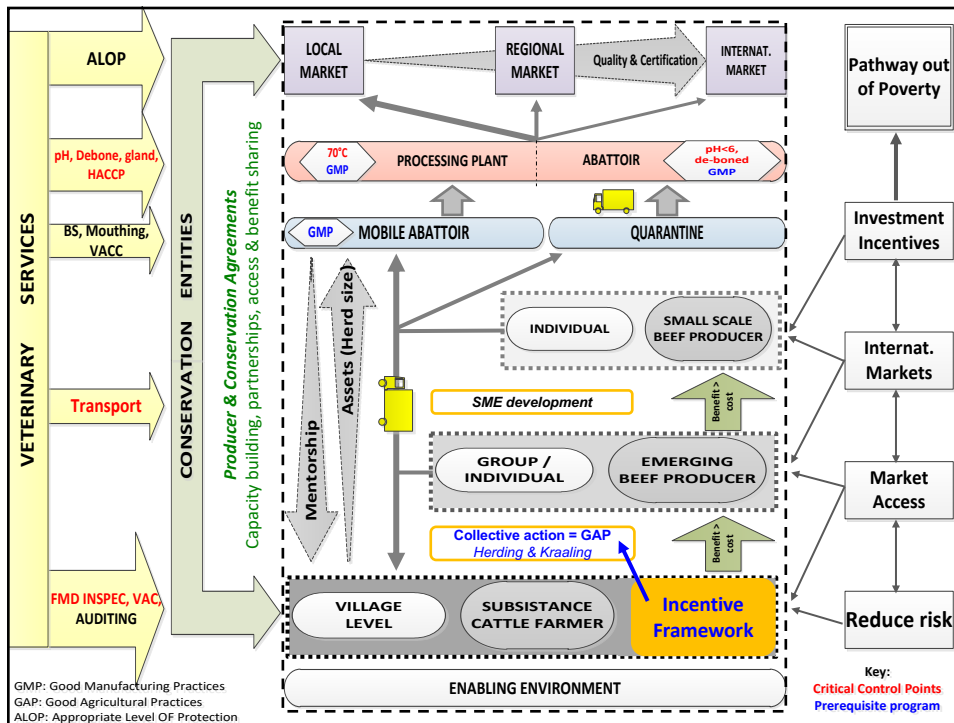 VETERINARY SERVICES
ALOP
pH, Debone, gland,
HACCP
BS, Mouthing,
VACC
Transport
FMD INSPEC, VAC,
AUDITING
GMP: Good Manufacturing Practices
GAP: Good Agricultural Practices
ALOP: Appropriate Level OF Protection
CONSERVATION ENTITIES
Producer & Conservation Agreements
Capacity building, partnerships, access & benefit sharing
LOCAL
MARKET
REGIONAL
MARKET
Quality & Certification
INTERNAT.
MARKET
70°C
GMP
PROCESSING PLANT
ABATTOIR
pH<6,
de-boned
GMP
GMP
MOBILE ABATTOIR
QUARANTINE
Mentorship
Assets (Herd size)
INDIVIDUAL
SMALL SCALE
BEEF PRODUCER
SME development
Benefit >
cost
GROUP /
INDIVIDUAL
EMERGING
BEEF PRODUCER
Collective action = GAP
Herding & Kraaling
Benefit >
cost
VILLAGE
LEVEL
SUBSISTANCE
CATTLE FARMER
Incentive
Framework
ENABLING ENVIRONMENT
Pathway out
of Poverty
Investment
Incentives
Internat.
Markets
Market
Access
Reduce risk
Key:
Critical Control Points
Prerequisite program